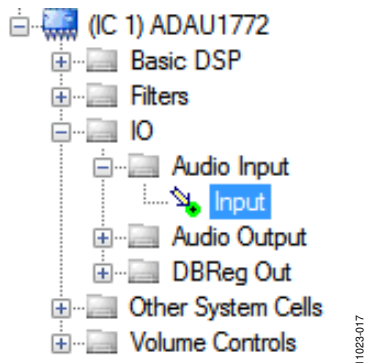 (IC 1) ADAU1772
Basic DSP
Filters
IO
Audio Input
Input
Audio Output
DBReg Out
Other System Cells
Volume Controls
11023-017